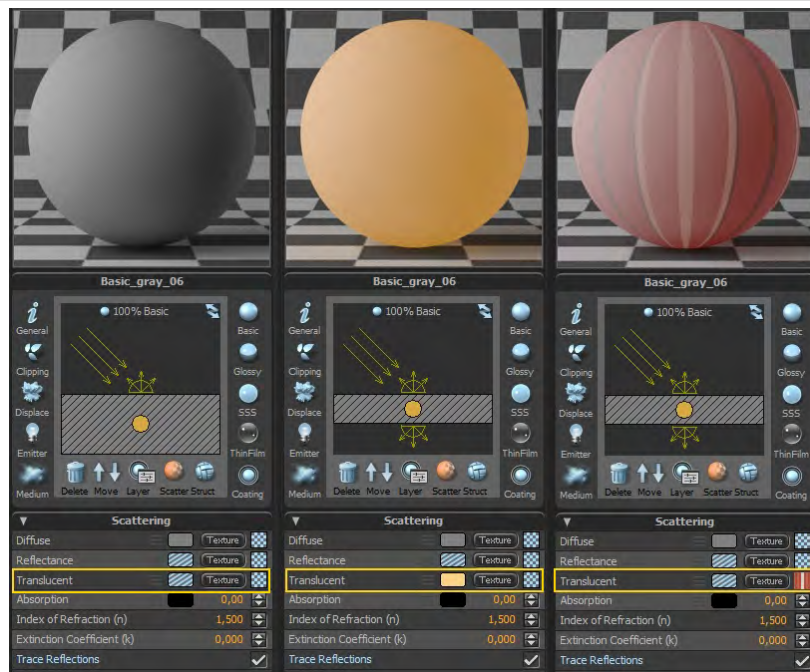 Basic_gray_06
100% Basic
General
Clipping
Displace
Emitter
Medium
Basic
Glossy
SSS
ThinFilm
Coating
Delete Move Layer Scatter Struct
Scattering
Diffuse Texture
Reflectance Texture
Translucent Texture
Absorption 0,00
Index of Refraction (n) 1,500
Extinction Coefficient (k) 0,000
Trace Reflections
Basic_gray_06
100% Basic
General
Clipping
Displace
Emitter
Medium
Basic
Glossy
SSS
ThinFilm
Coating
Delete Move Layer Scatter Struct
Scattering
Diffuse Texture
Reflectance Texture
Translucent Texture
Absorption 0,00
Index of Refraction (n) 1,500
Extinction Coefficient (k) 0,000
Trace Reflections
Basic_gray_06
100% Basic
General
Clipping
Displace
Emitter
Medium
Basic
Glossy
SSS
ThinFilm
Coating
Delete Move Layer Scatter Struct
Scattering
Diffuse Texture
Reflectance Texture
Translucent Texture
Absorption 0,00
Index of Refraction (n) 1,500
Extinction Coefficient (k) 0,000
Trace Reflections